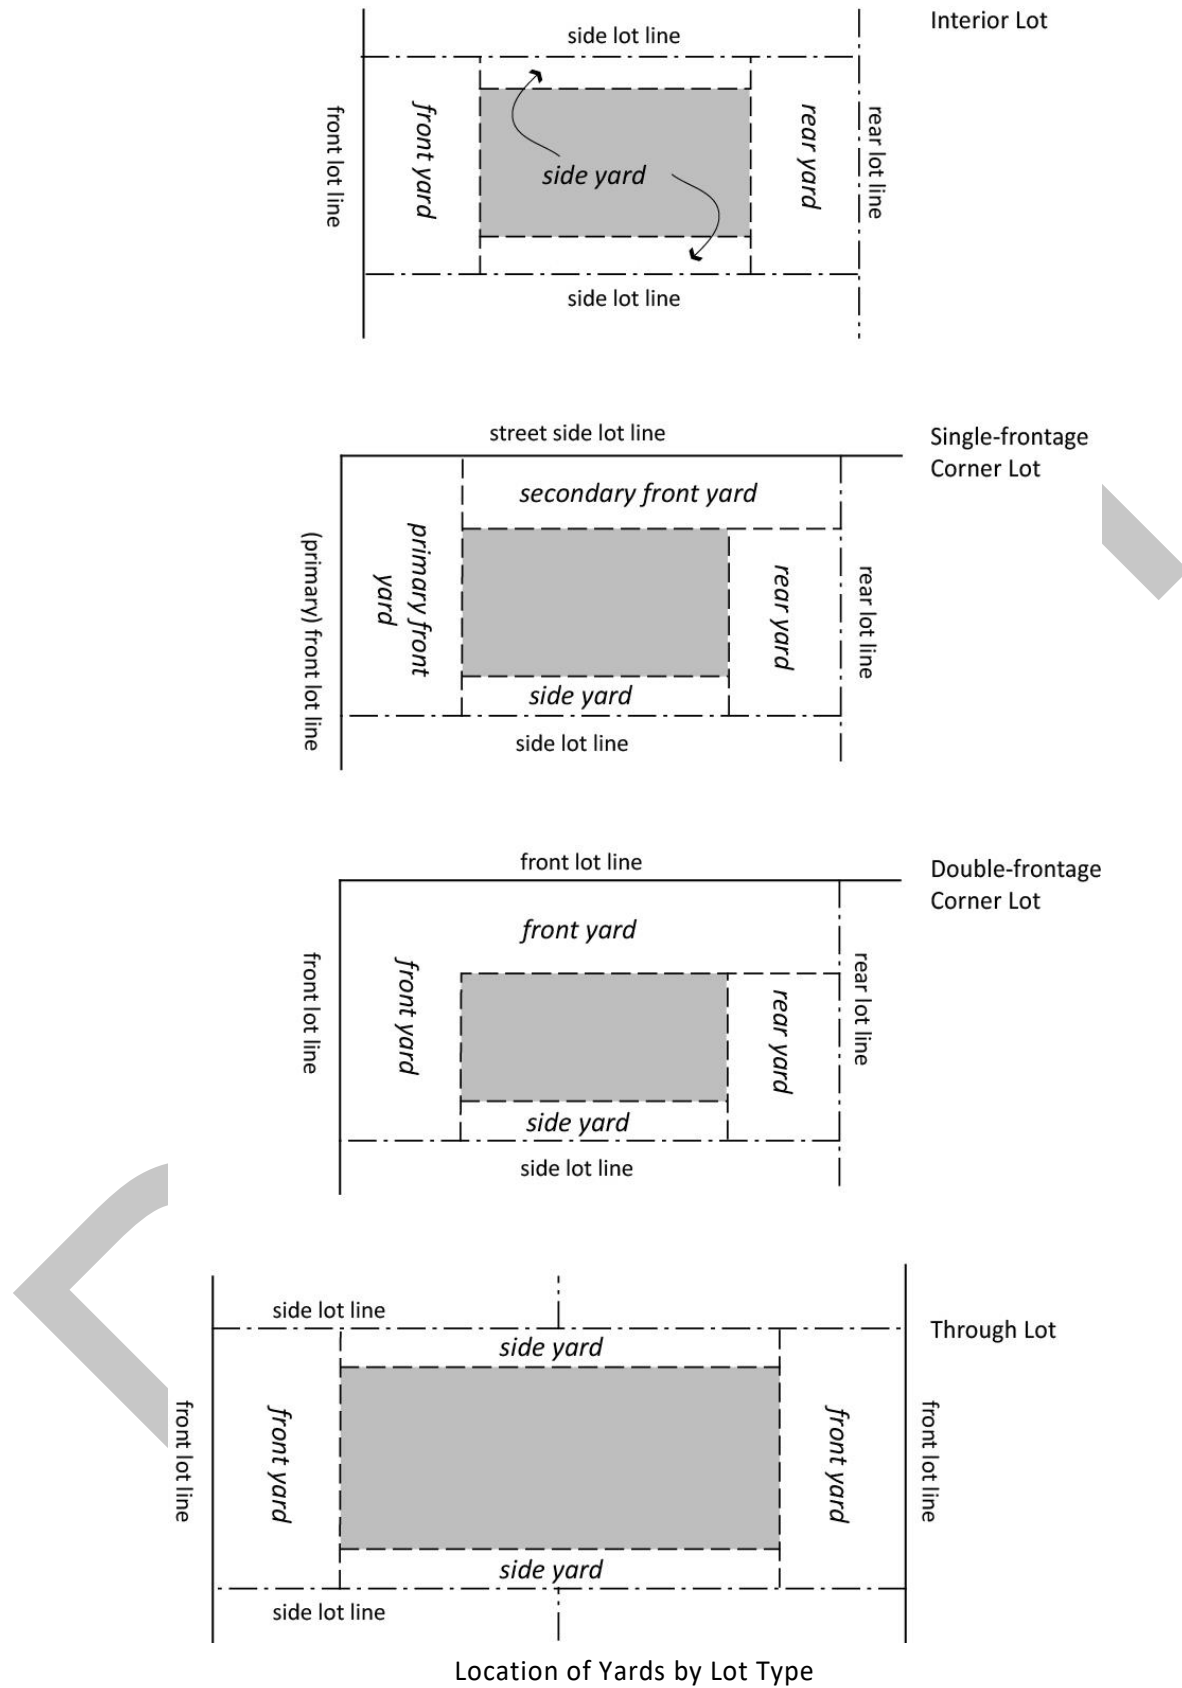 Interior Lot
side lot line
front lot line
front yard
side yard
rear yard
rear lot line
side lot line
Single-frontage
Corner Lot
street side lot line
secondary front yard
(primary) front lot line
primary front
yard
rear yard
rear lot line
side yard
side lot line
Double-frontage
Corner Lot
front lot line
front yard
front lot line
front yard
rear yard
rear lot line
side yard
side lot line
Through Lot
side lot line
side yard
front lot line
front yard
front yard
front lot line
side yard
side lot line
Location of Yards by Lot Type